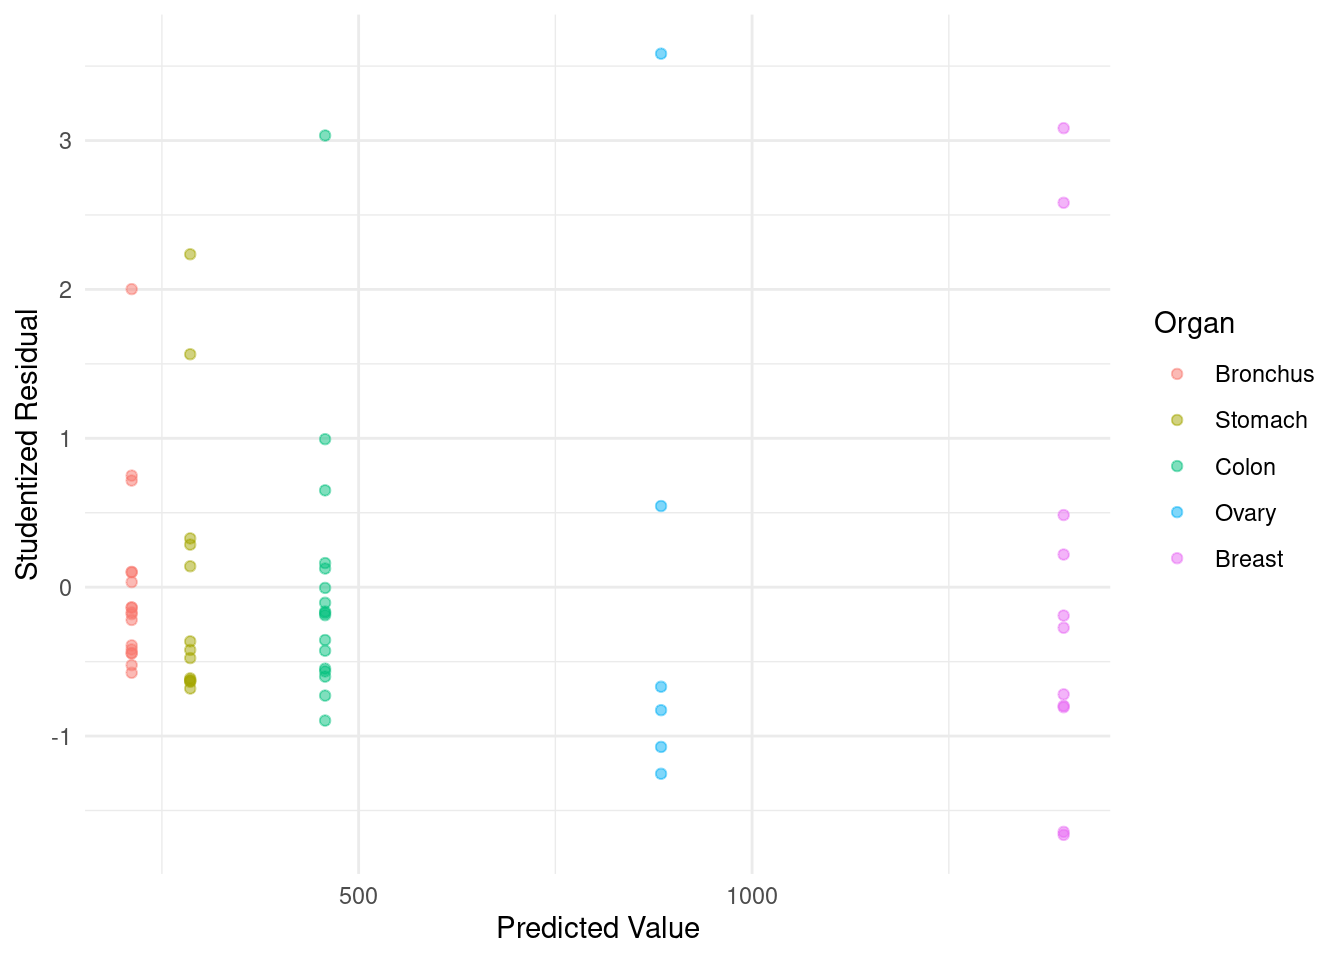 Studentized Residual
3
2
1
0
-1
500
1000
Predicted Value
Organ
Bronchus
Stomach
Colon
Ovary
Breast